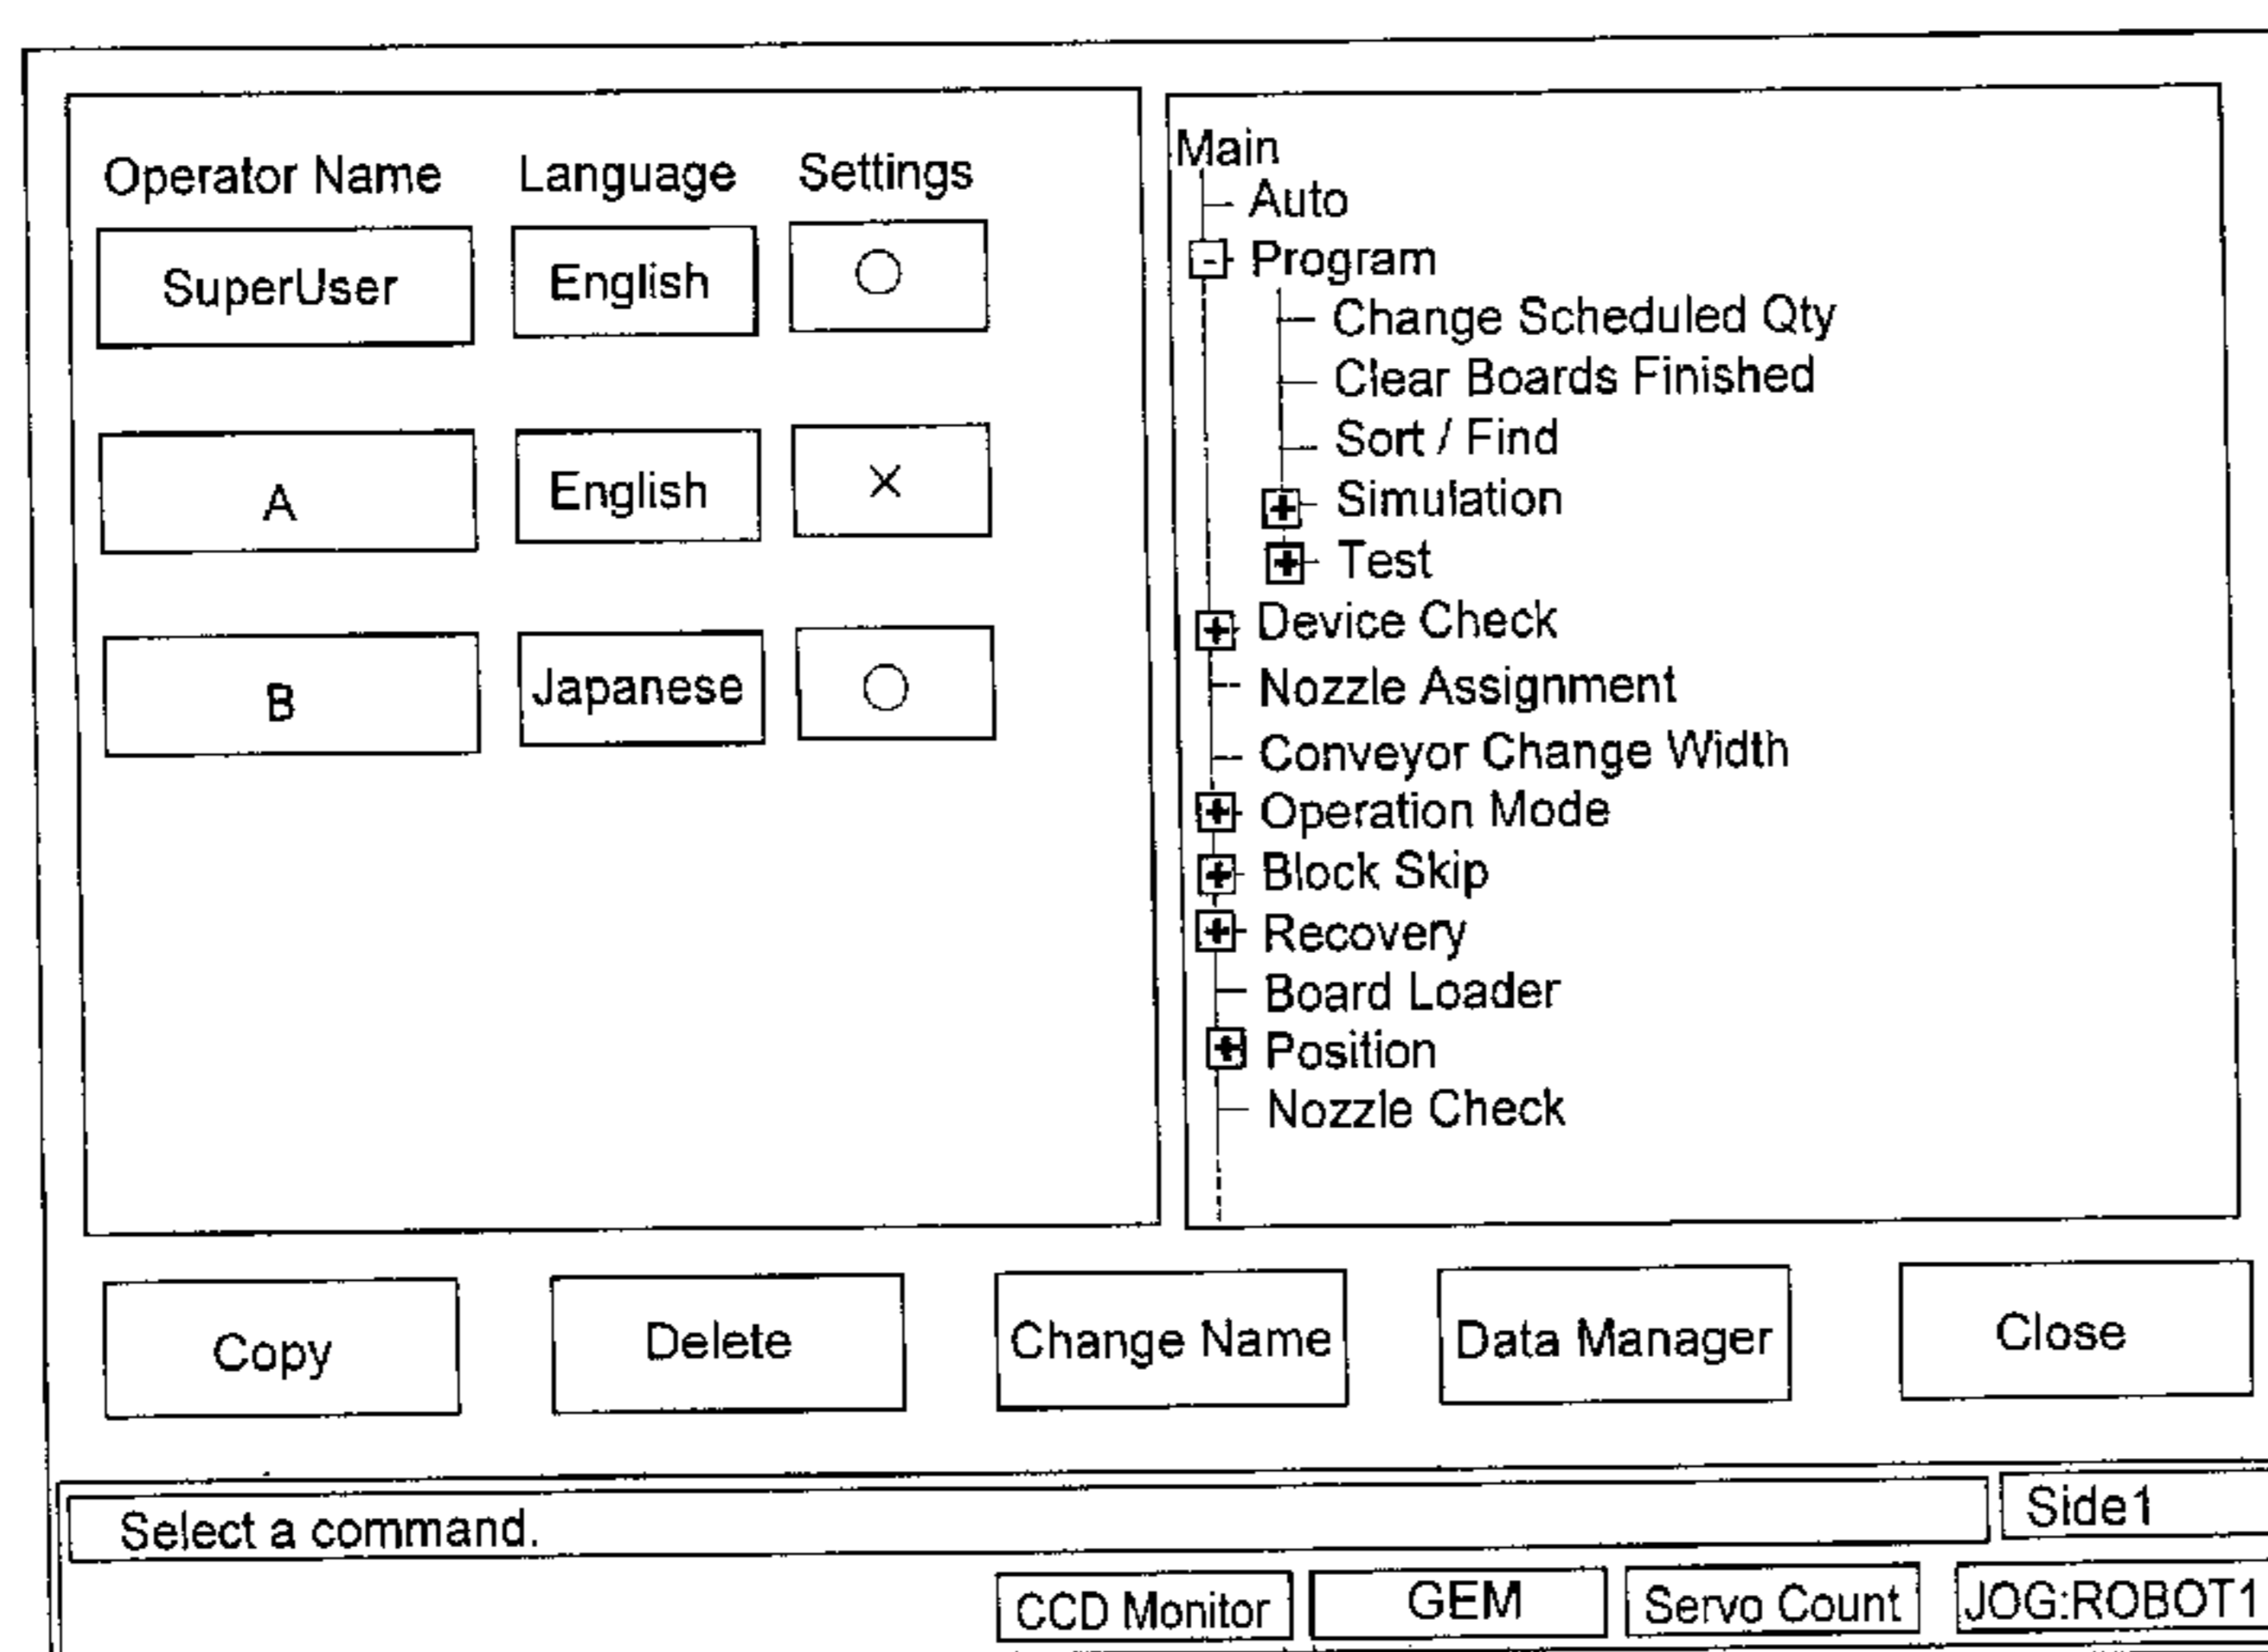 Operator Name Language Settings
SuperUser English ○
A English ×
B Japanese ○
Main
Auto
- Program
Change Scheduled Qty
Clear Boards Finished
Sort / Find
+ Simulation
+ Test
+ Device Check
Nozzle Assignment
Conveyor Change Width
+ Operation Mode
+ Block Skip
+ Recovery
Board Loader
+ Position
Nozzle Check
Copy Delete Change Name Data Manager Close
Select a command. Side1
CCD Monitor GEM Servo Count JOG:ROBOT1